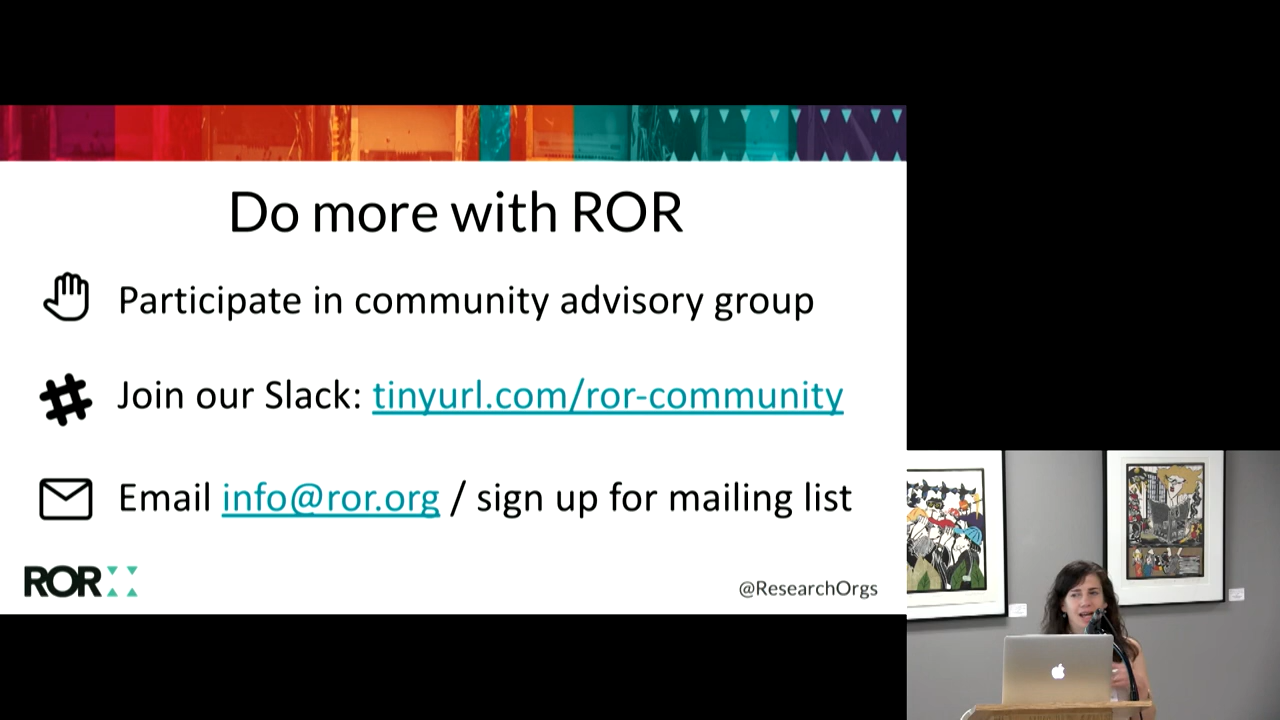 Do more with ROR
Participate in community advisory group
Join our Slack: tinyurl.com/ror-community
Email info@ror.org / sign up for mailing list
ROR
@ResearchOrgs